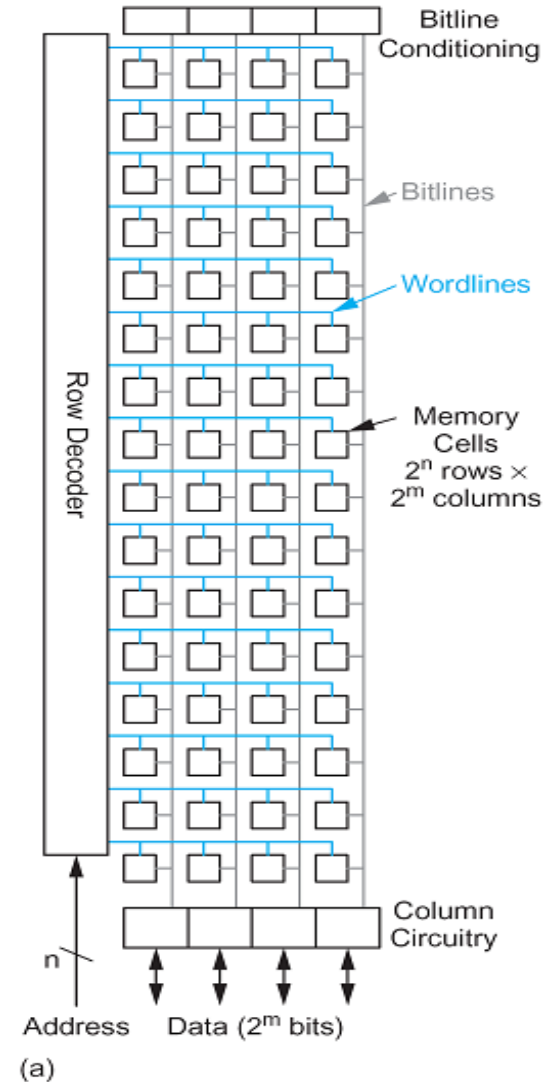 Bitline
Conditioning
Bitlines
Wordlines
Row Decoder
Memory
Cells
2ⁿ rows ×
2ᵐ columns
Column
Circuitry
n
Address
Data (2ᵐ bits)
(a)